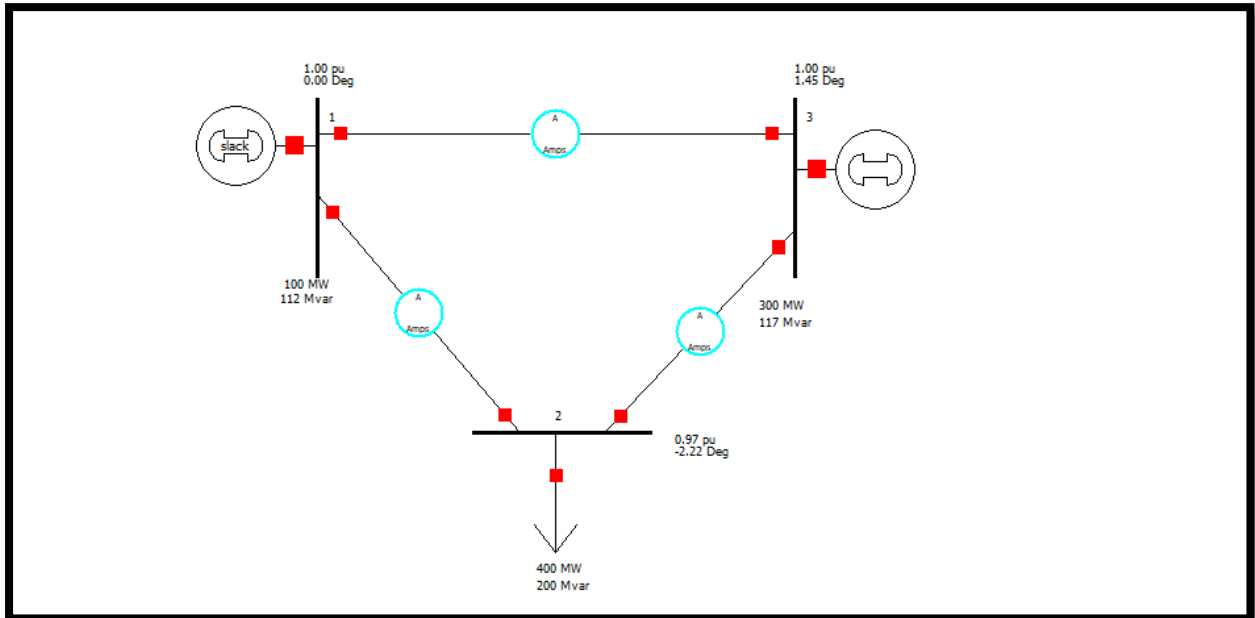 1.00 pu
0.00 Deg
1.00 pu
1.45 Deg
1
A
Amps
3
slack
100 MW
112 Mvar
A
Amps
300 MW
117 Mvar
A
Amps
2
0.97 pu
-2.22 Deg
400 MW
200 Mvar